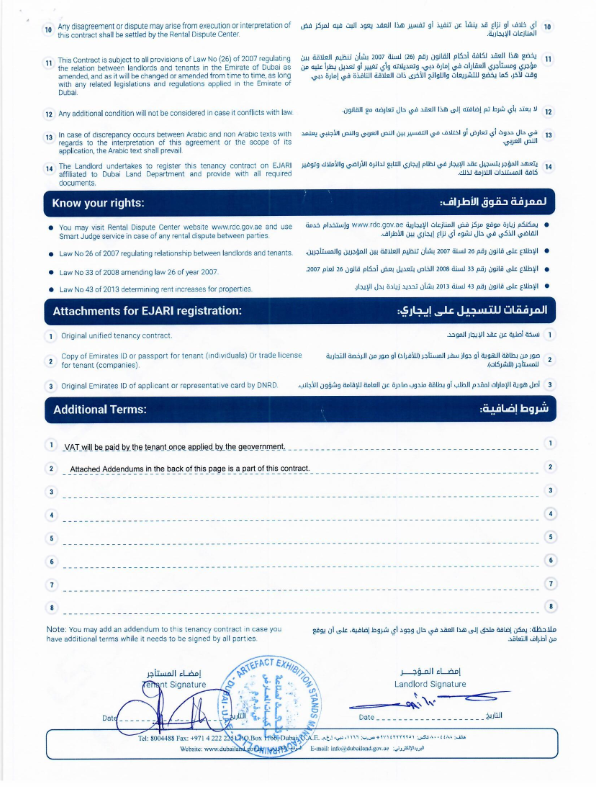 10 Any disagreement or dispute may arise from execution or interpretation of
this contract shall be settled by the Rental Dispute Center.
أي خلاف أو نزاع قد ينشأ عن تنفيذ أو تفسير هذا العقد يعود البت فيه لمركز فض 10
المنازعات الإيجارية.
11 This Contract is subject to all provisions of Law No (26) of 2007 regulating
the relation between landlords and tenants in the Emirate of Dubai as
amended, and as it will be changed or amended from time to time, as long
with any related legislations and regulations applied in the Emirate of
Dubai.
يخضع هذا العقد لكافة أحكام القانون رقم (26) لسنة 2007 بشأن تنظيم العلاقة بين 11
مؤجري ومستأجري العقارات في إمارة دبي، وتعديلاته وأي تغيير أو تعديل يطرأ عليه من
وقت لآخر، كما يخضع للتشريعات واللوائح الأخرى ذات العلاقة النافذة في إمارة دبي.
12 Any additional condition will not be considered in case it conflicts with law.
لا يعتد بأي شرط تم إضافته إلى هذا العقد في حال تعارضه مع القانون. 12
13 In case of discrepancy occurs between Arabic and non Arabic texts with
regards to the interpretation of this agreement or the scope of its
application, the Arabic text shall prevail.
في حال حدوث أي تعارض أو اختلاف في التفسير بين النص العربي والنص الأجنبي يعتمد 13
النص العربي.
14 The Landlord undertakes to register this tenancy contract on EJARI
affiliated to Dubai Land Department and provide with all required
documents.
يتعهد المؤجر بتسجيل عقد الإيجار في نظام إيجاري التابع لدائرة الأراضي والأملاك وتوفير 14
كافة المستندات اللازمة لذلك.
Know your rights:
لمعرفة حقوق الأطراف:
• You may visit Rental Dispute Center website www.rdc.gov.ae and use
Smart Judge service in case of any rental dispute between parties.
• يمكنكم زيارة موقع مركز فض المنازعات الإيجارية www.rdc.gov.ae وإستخدام خدمة
القاضي الذكي في حال نشوء أي نزاع إيجاري بين الأطراف.
• Law No 26 of 2007 regulating relationship between landlords and tenants.
• الإطلاع على قانون رقم 26 لسنة 2007 بشأن تنظيم العلاقة بين المؤجرين والمستأجرين.
• Law No 33 of 2008 amending law 26 of year 2007.
• الإطلاع على قانون رقم 33 لسنة 2008 الخاص بتعديل بعض أحكام قانون 26 لعام 2007.
• Law No 43 of 2013 determining rent increases for properties.
• الإطلاع على قانون رقم 43 لسنة 2013 بشأن تحديد زيادة بدل الإيجار.
Attachments for EJARI registration:
المرفقات للتسجيل على إيجاري:
1 Original unified tenancy contract.
نسخة أصلية عن عقد الإيجار الموحد. 1
2 Copy of Emirates ID or passport for tenant (individuals) Or trade license
for tenant (companies).
صور من بطاقة الهوية أو جواز سفر المستأجر (للأفراد) أو صور من الرخصة التجارية 2
للمستأجر (الشركات).
3 Original Emirates ID of applicant or representative card by DNRD.
أصل هوية الإمارات لمقدم الطلب أو بطاقة مندوب صادرة عن العامة للإقامة وشؤون الأجانب. 3
Additional Terms:
شروط إضافية:
1 VAT will be paid by the tenant once applied by the geovernment. 1
2 Attached Addendums in the back of this page is a part of this contract. 2
3 3
4 4
5 5
6 6
7 7
8 8
Note: You may add an addendum to this tenancy contract in case you
have additional terms while it needs to be signed by all parties.
ملاحظة: يمكن إضافة ملحق إلى هذا العقد في حال وجود أي شروط إضافية، على أن يوقع
من أطراف التعاقد.
إمضاء المستأجر
Tenant Signature
إمضاء المؤجر
Landlord Signature
ARTEFACT EXHIBITION STANDS MANUFACTURING
DUBAI - U.A.E.
Date التاريخ
Date التاريخ
Tel: 8004488 Fax: +971 4 222 Dubai, U.A.E.
Website: www.dubailand E-mail: info@dubailand.gov.ae